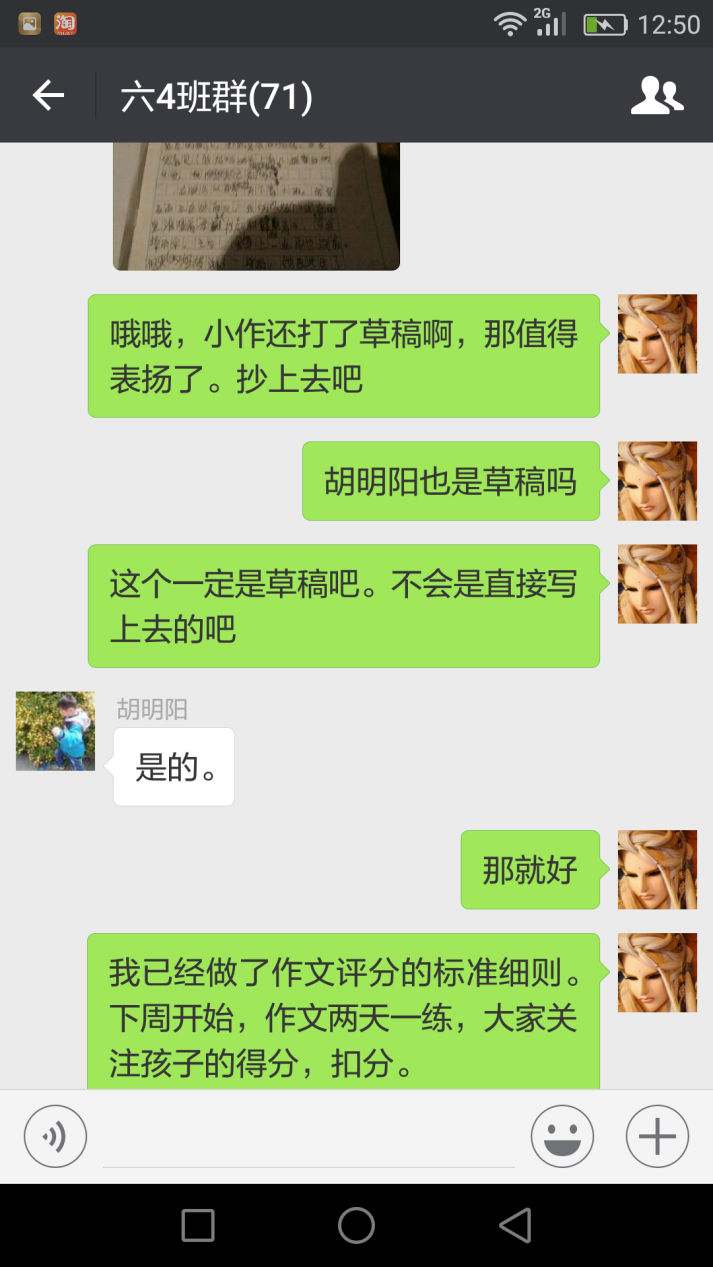 淘
2G
12:50
六4班群(71)
哦哦，小作还打了草稿啊，那值得
表扬了。抄上去吧
胡明阳也是草稿吗
这个一定是草稿吧。不会是直接写
上去的吧
胡明阳
是的。
那就好
我已经做了作文评分的标准细则。
下周开始，作文两天一练，大家关
注孩子的得分，扣分。